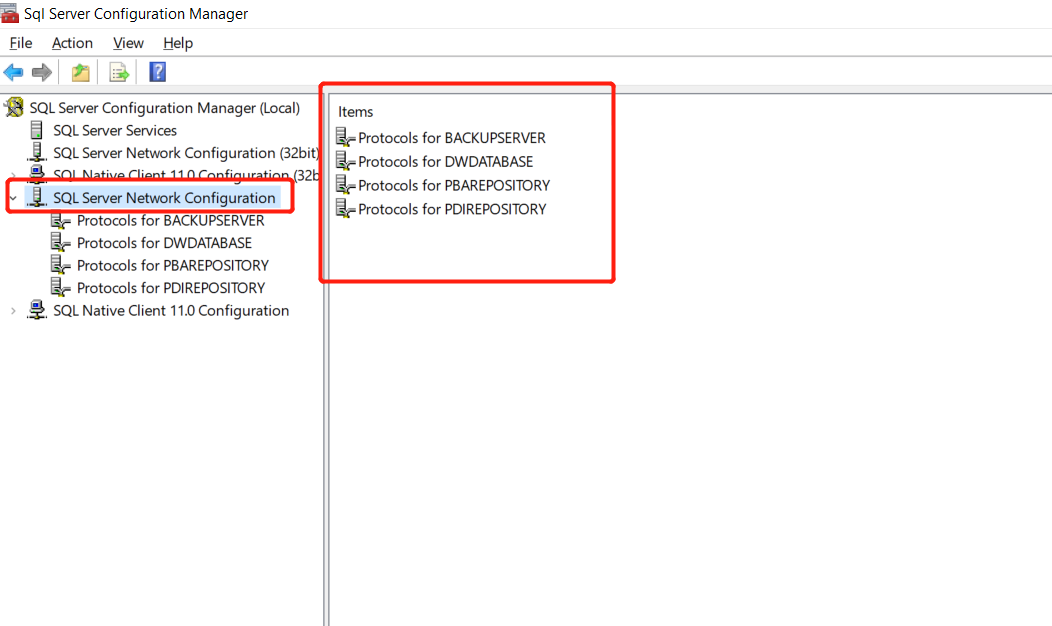 Sql Server Configuration Manager
File Action View Help
SQL Server Configuration Manager (Local)
SQL Server Services
SQL Server Network Configuration (32bit)
SQL Native Client 11.0 Configuration (32b
SQL Server Network Configuration
Protocols for BACKUPSERVER
Protocols for DWDATABASE
Protocols for PBAREPOSITORY
Protocols for PDIREPOSITORY
SQL Native Client 11.0 Configuration
Items
Protocols for BACKUPSERVER
Protocols for DWDATABASE
Protocols for PBAREPOSITORY
Protocols for PDIREPOSITORY